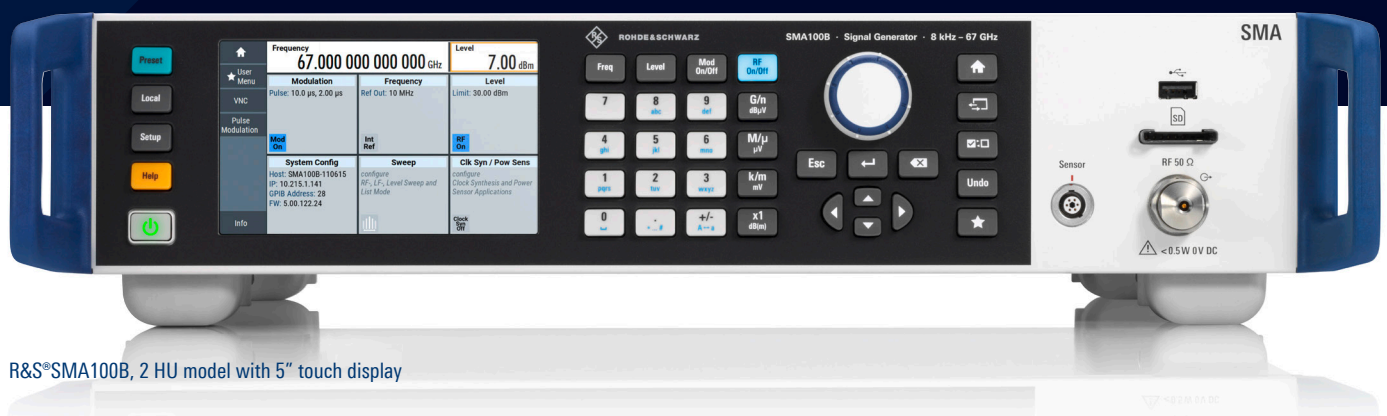 SMA
ROHDE&SCHWARZ
SMA100B · Signal Generator · 8 kHz – 67 GHz
Preset
Local
Setup
Help
User
Menu
VNC
Pulse
Modulation
Info
Frequency
67.000 000 000 000 GHz
Level
7.00 dBm
Modulation
Pulse: 10.0 µs, 2.00 µs
Mod
On
Frequency
Ref Out: 10 MHz
Int
Ref
Level
Limit: 30.00 dBm
RF
On
System Config
Host: SMA100B-110615
IP: 10.215.1.141
GPIB Address: 28
FW: 5.00.122.24
Sweep
configure
RF-, LF-, Level Sweep and
List Mode
Clk Syn / Pow Sens
configure
Clock Synthesis and Power
Sensor Applications
Clock
Syn
Off
Freq
Level
Mod
On/Off
RF
On/Off
7
8
abc
9
def
G/n
dBµV
4
ghi
5
jkl
6
mno
M/µ
µV
1
pqrs
2
tuv
3
wxyz
k/m
mV
0
.
* ... #
+/-
A↔a
x1
dB(m)
Esc
Undo
Sensor
SD
RF 50 Ω
<0.5W 0V DC
R&S®SMA100B, 2 HU model with 5″ touch display